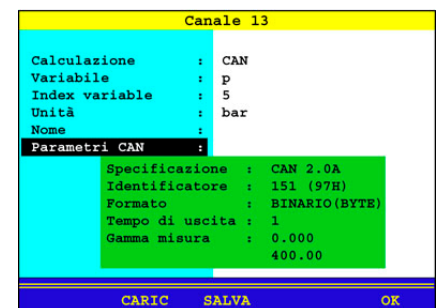 Canale 13
Calculazione : CAN
Variabile : p
Index variable : 5
Unità : bar
Nome :
Parametri CAN :
Specificazione : CAN 2.0A
Identificatore : 151 (97H)
Formato : BINARIO(BYTE)
Tempo di uscita : 1
Gamma misura : 0.000
400.00
CARIC SALVA OK